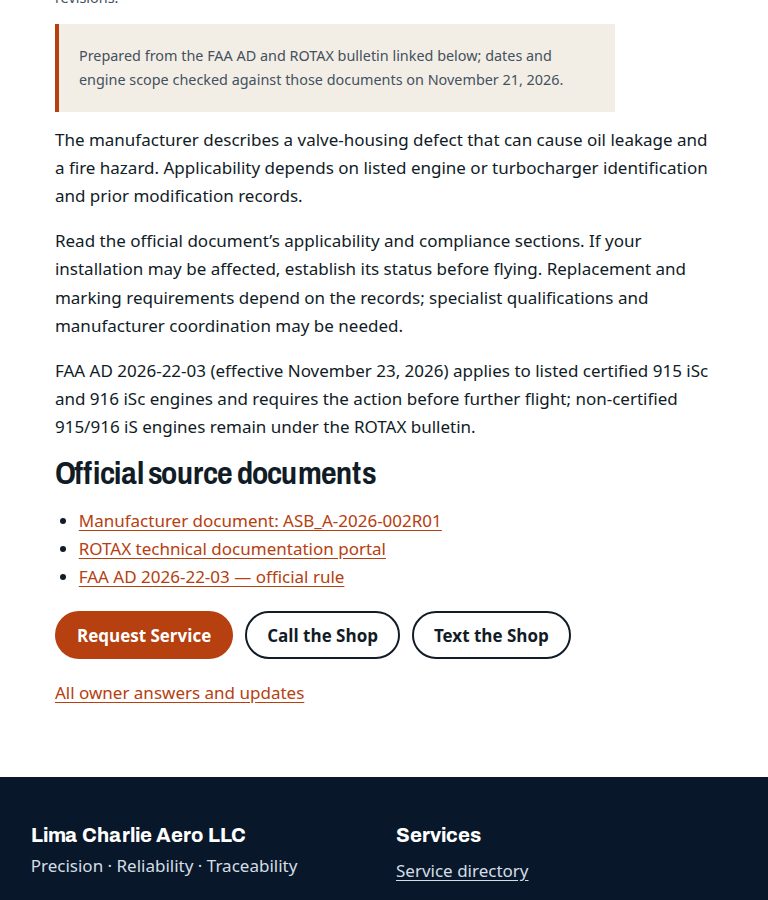 revisions.
Prepared from the FAA AD and ROTAX bulletin linked below; dates and
engine scope checked against those documents on November 21, 2026.
The manufacturer describes a valve-housing defect that can cause oil leakage and
a fire hazard. Applicability depends on listed engine or turbocharger identification
and prior modification records.
Read the official document’s applicability and compliance sections. If your
installation may be affected, establish its status before flying. Replacement and
marking requirements depend on the records; specialist qualifications and
manufacturer coordination may be needed.
FAA AD 2026-22-03 (effective November 23, 2026) applies to listed certified 915 iSc
and 916 iSc engines and requires the action before further flight; non-certified
915/916 iS engines remain under the ROTAX bulletin.
Official source documents
Manufacturer document: ASB_A-2026-002R01
ROTAX technical documentation portal
FAA AD 2026-22-03 — official rule
Request Service Call the Shop Text the Shop
All owner answers and updates
Lima Charlie Aero LLC
Precision · Reliability · Traceability
Services
Service directory